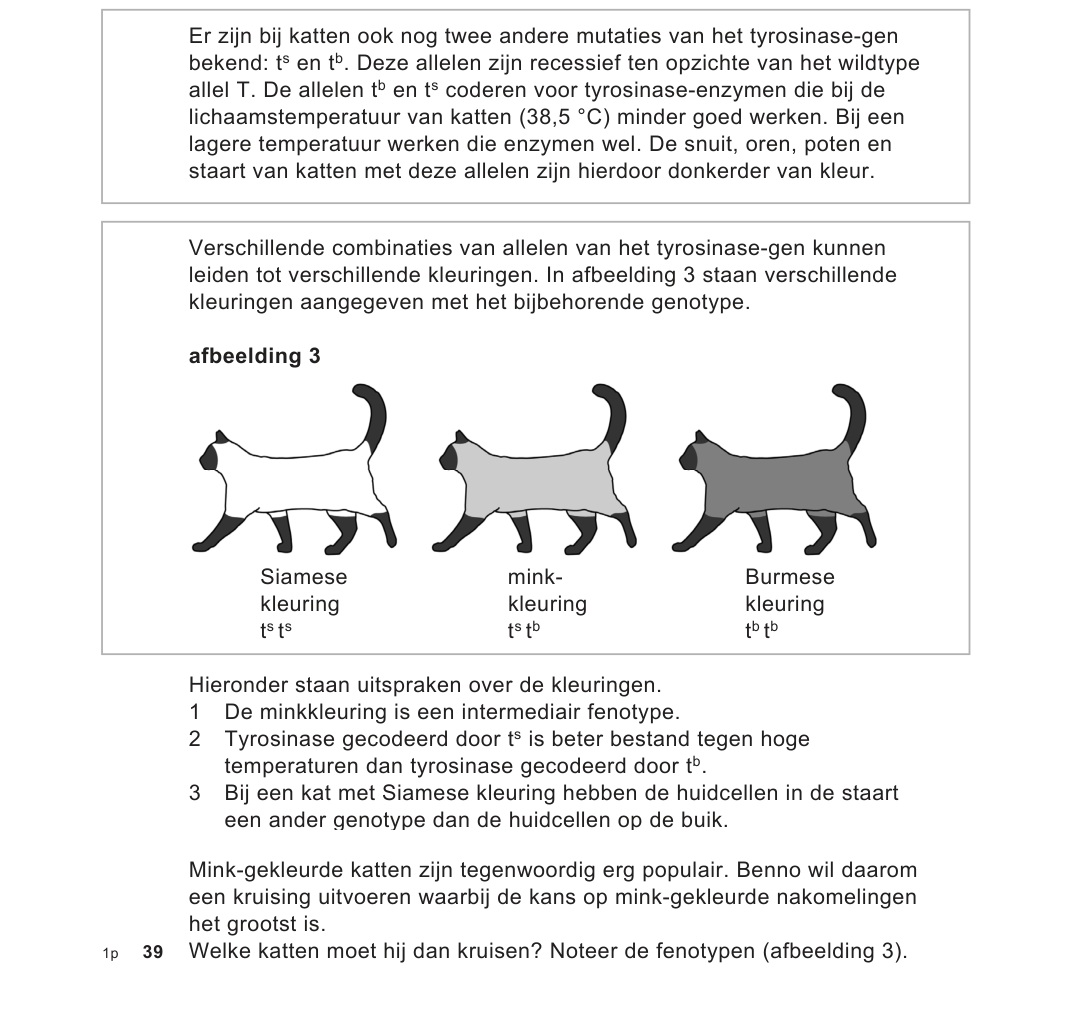 Er zijn bij katten ook nog twee andere mutaties van het tyrosinase-gen
bekend: tˢ en tᵇ. Deze allelen zijn recessief ten opzichte van het wildtype
allel T. De allelen tᵇ en tˢ coderen voor tyrosinase-enzymen die bij de
lichaamstemperatuur van katten (38,5 °C) minder goed werken. Bij een
lagere temperatuur werken die enzymen wel. De snuit, oren, poten en
staart van katten met deze allelen zijn hierdoor donkerder van kleur.
Verschillende combinaties van allelen van het tyrosinase-gen kunnen
leiden tot verschillende kleuringen. In afbeelding 3 staan verschillende
kleuringen aangegeven met het bijbehorende genotype.
afbeelding 3
Siamese
kleuring
tˢ tˢ
mink-
kleuring
tˢ tᵇ
Burmese
kleuring
tᵇ tᵇ
Hieronder staan uitspraken over de kleuringen.
1 De minkkleuring is een intermediair fenotype.
2 Tyrosinase gecodeerd door tˢ is beter bestand tegen hoge
temperaturen dan tyrosinase gecodeerd door tᵇ.
3 Bij een kat met Siamese kleuring hebben de huidcellen in de staart
een ander genotype dan de huidcellen op de buik.
Mink-gekleurde katten zijn tegenwoordig erg populair. Benno wil daarom
een kruising uitvoeren waarbij de kans op mink-gekleurde nakomelingen
het grootst is.
1p 39 Welke katten moet hij dan kruisen? Noteer de fenotypen (afbeelding 3).